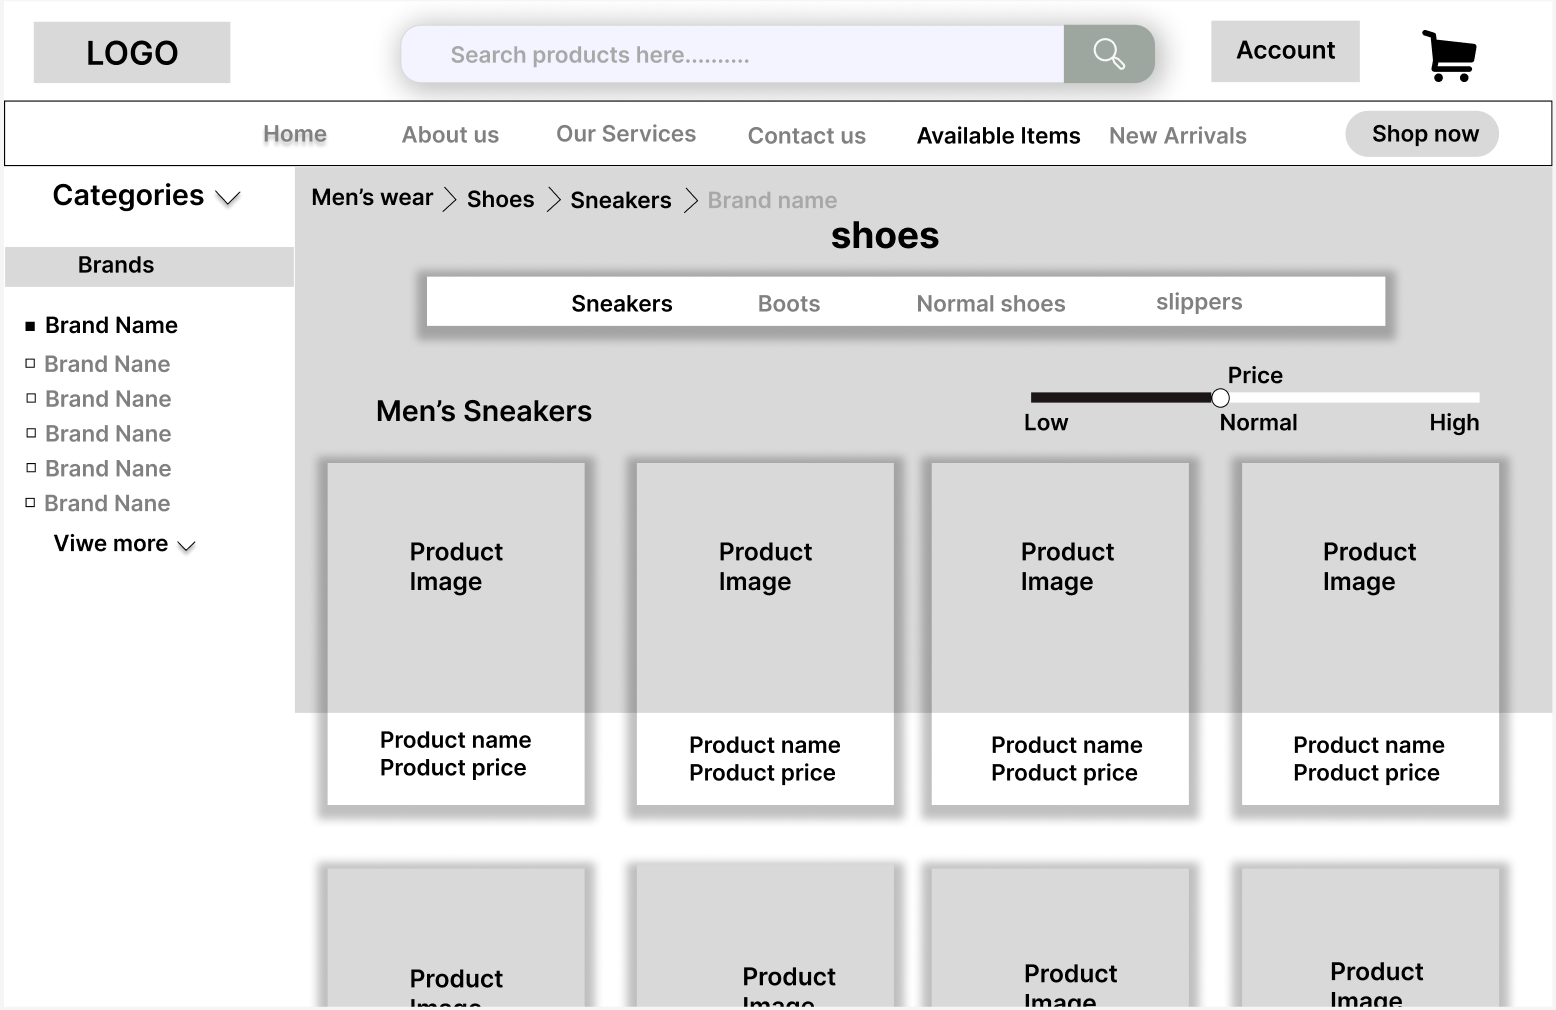 LOGO
Search products here..........
Account
Home About us Our Services Contact us Available Items New Arrivals Shop now
Categories
Men’s wear Shoes Sneakers Brand name
shoes
Brands
Sneakers Boots Normal shoes slippers
Brand Name
Brand Nane
Brand Nane
Brand Nane
Brand Nane
Brand Nane
Viwe more
Price
Men’s Sneakers
Low Normal High
Product Product Product Product
Image Image Image Image
Product name Product name Product name Product name
Product price Product price Product price Product price
Product Product Product Product
Image Image Image Image